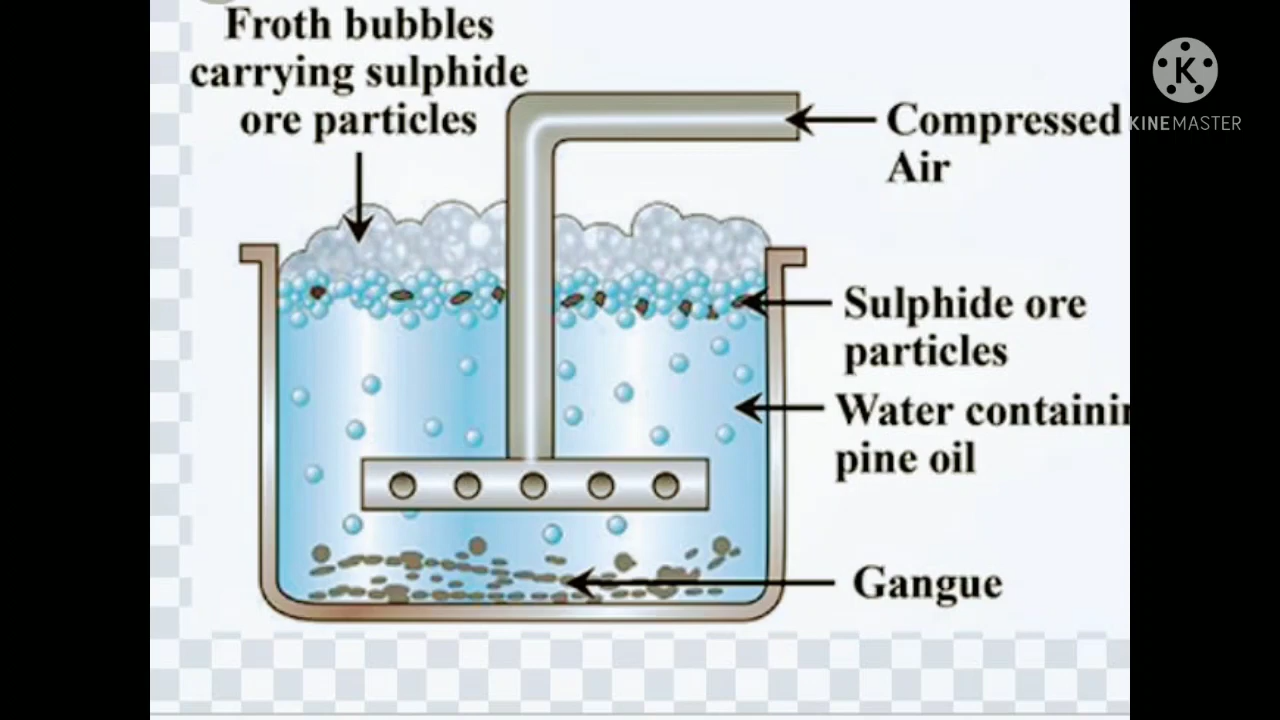 Froth bubbles
carrying sulphide
ore particles
Compressed
Air
K
KINEMASTER
Sulphide ore
particles
Water containi
pine oil
Gangue